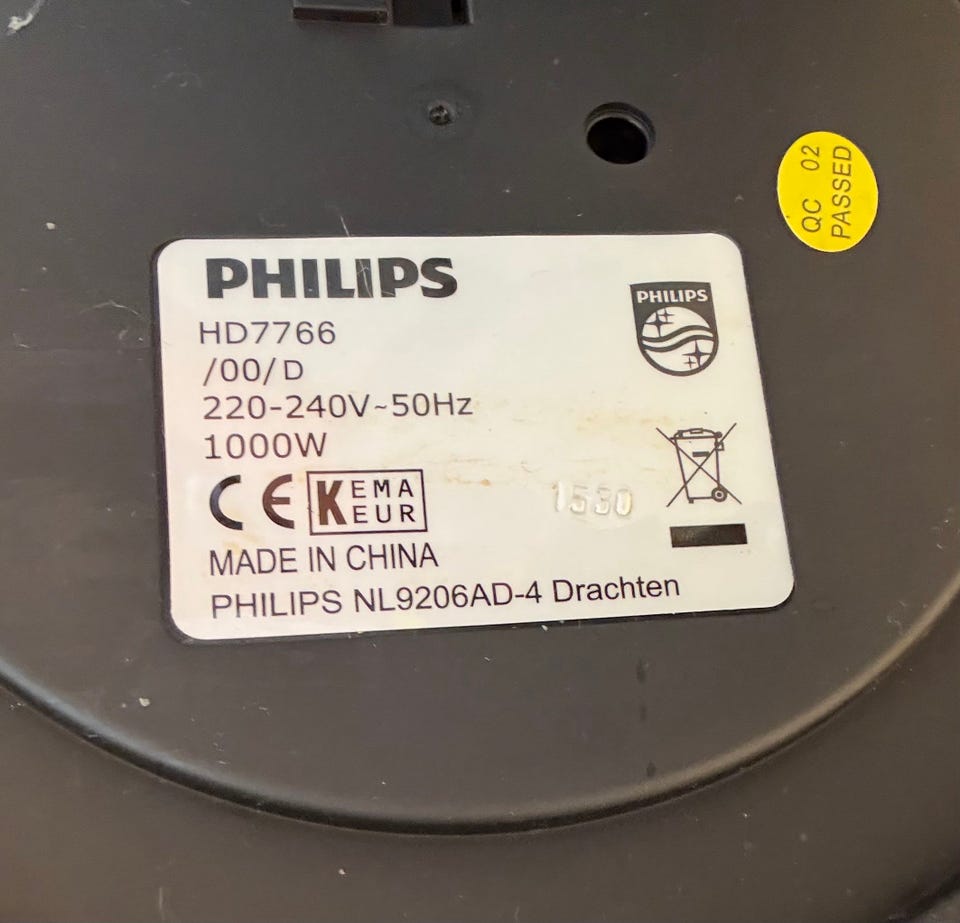 QC 02
PASSED
PHILIPS
PHILIPS
HD7766
/00/D
220-240V~50Hz
1000W
CE KEMA
KEUR
1530
MADE IN CHINA
PHILIPS NL9206AD-4 Drachten